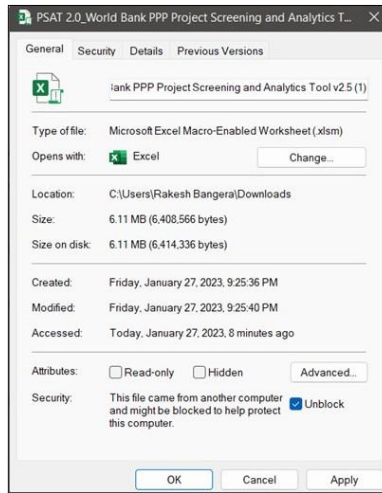 PSAT 2.0_World Bank PPP Project Screening and Analytics T...
General Security Details Previous Versions
Bank PPP Project Screening and Analytics Tool v2.5 (1)
Type of file: Microsoft Excel Macro-Enabled Worksheet (.xlsm)
Opens with: Excel Change...
Location: C:\Users\Rakesh Bangera\Downloads
Size: 6.11 MB (6,408,566 bytes)
Size on disk: 6.11 MB (6,414,336 bytes)
Created: Friday, January 27, 2023, 9:25:36 PM
Modified: Friday, January 27, 2023, 9:25:40 PM
Accessed: Today, January 27, 2023, 8 minutes ago
Attributes: Read-only Hidden Advanced...
Security: This file came from another computer
and might be blocked to help protect
this computer.
Unblock
OK Cancel Apply